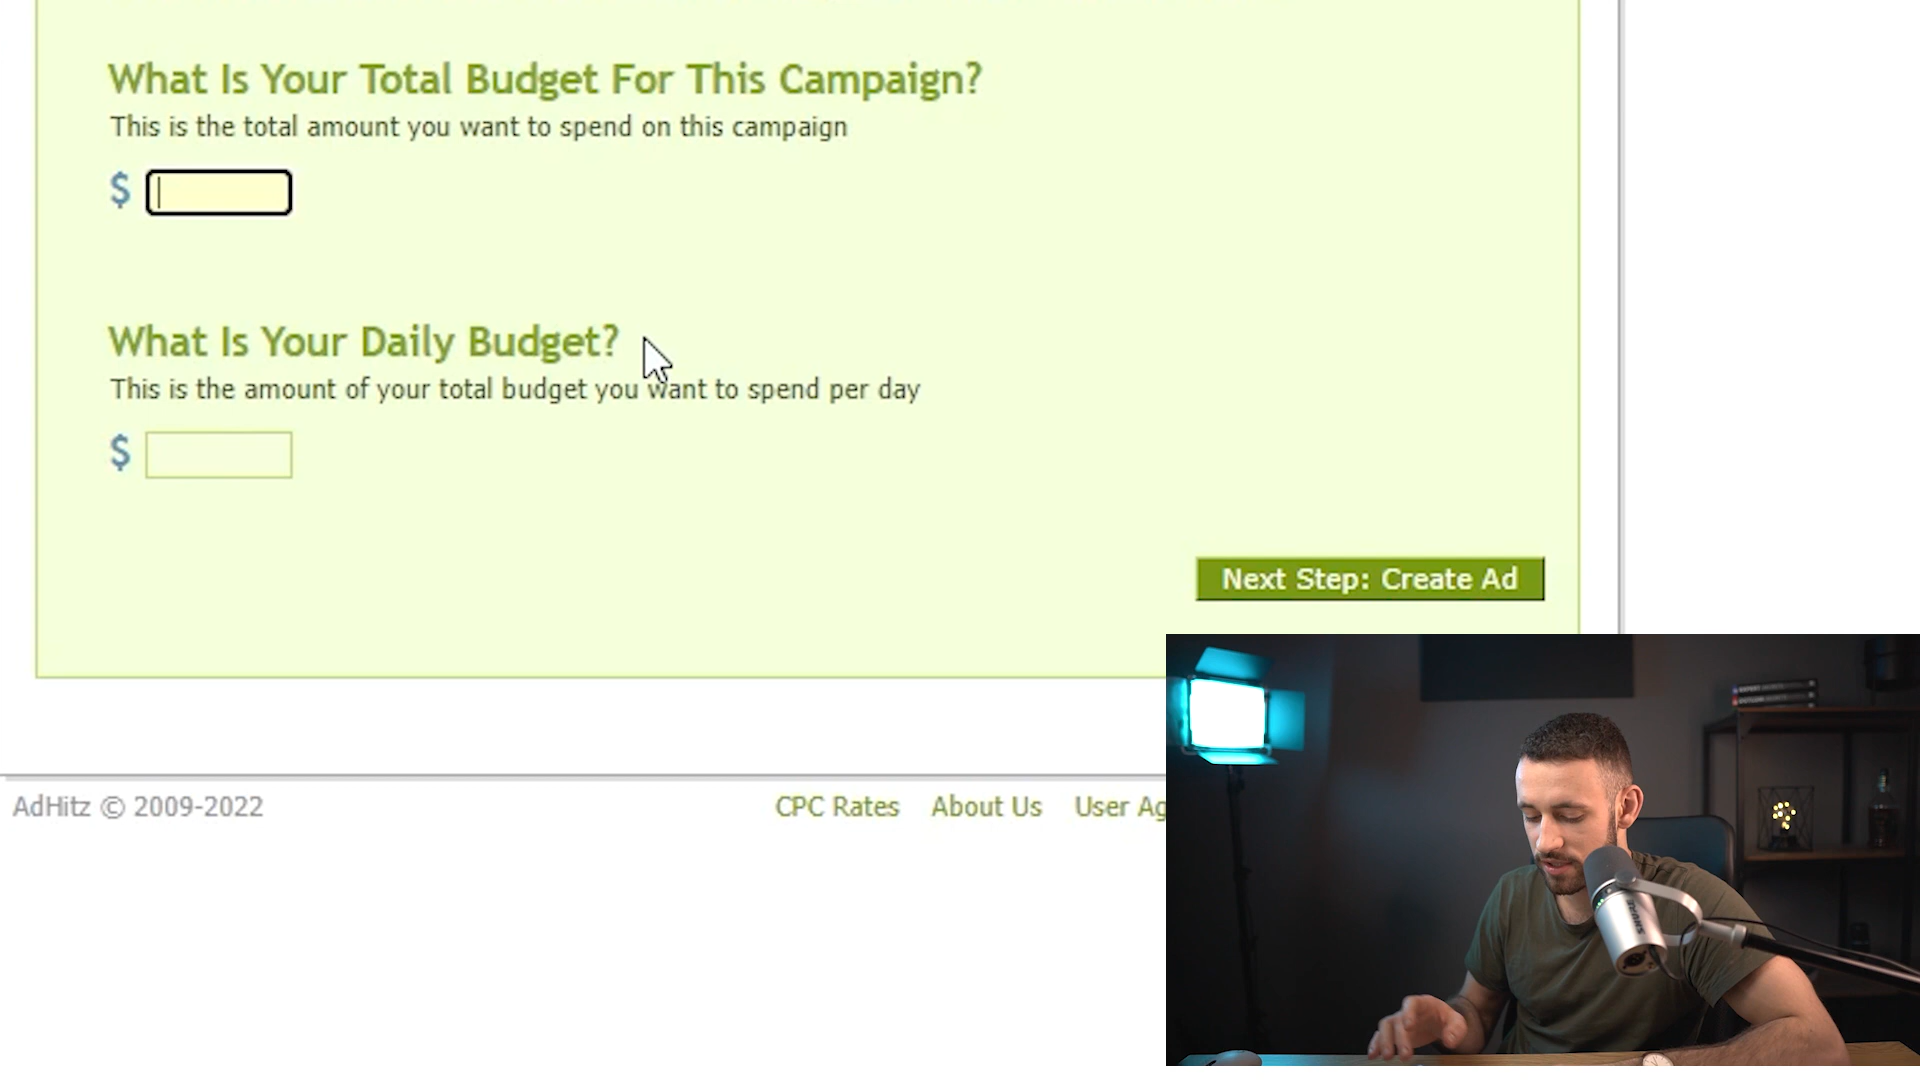 What Is Your Total Budget For This Campaign?
This is the total amount you want to spend on this campaign
$
What Is Your Daily Budget?
This is the amount of your total budget you want to spend per day
$
Next Step: Create Ad
AdHitz © 2009-2022 CPC Rates About Us User Ag